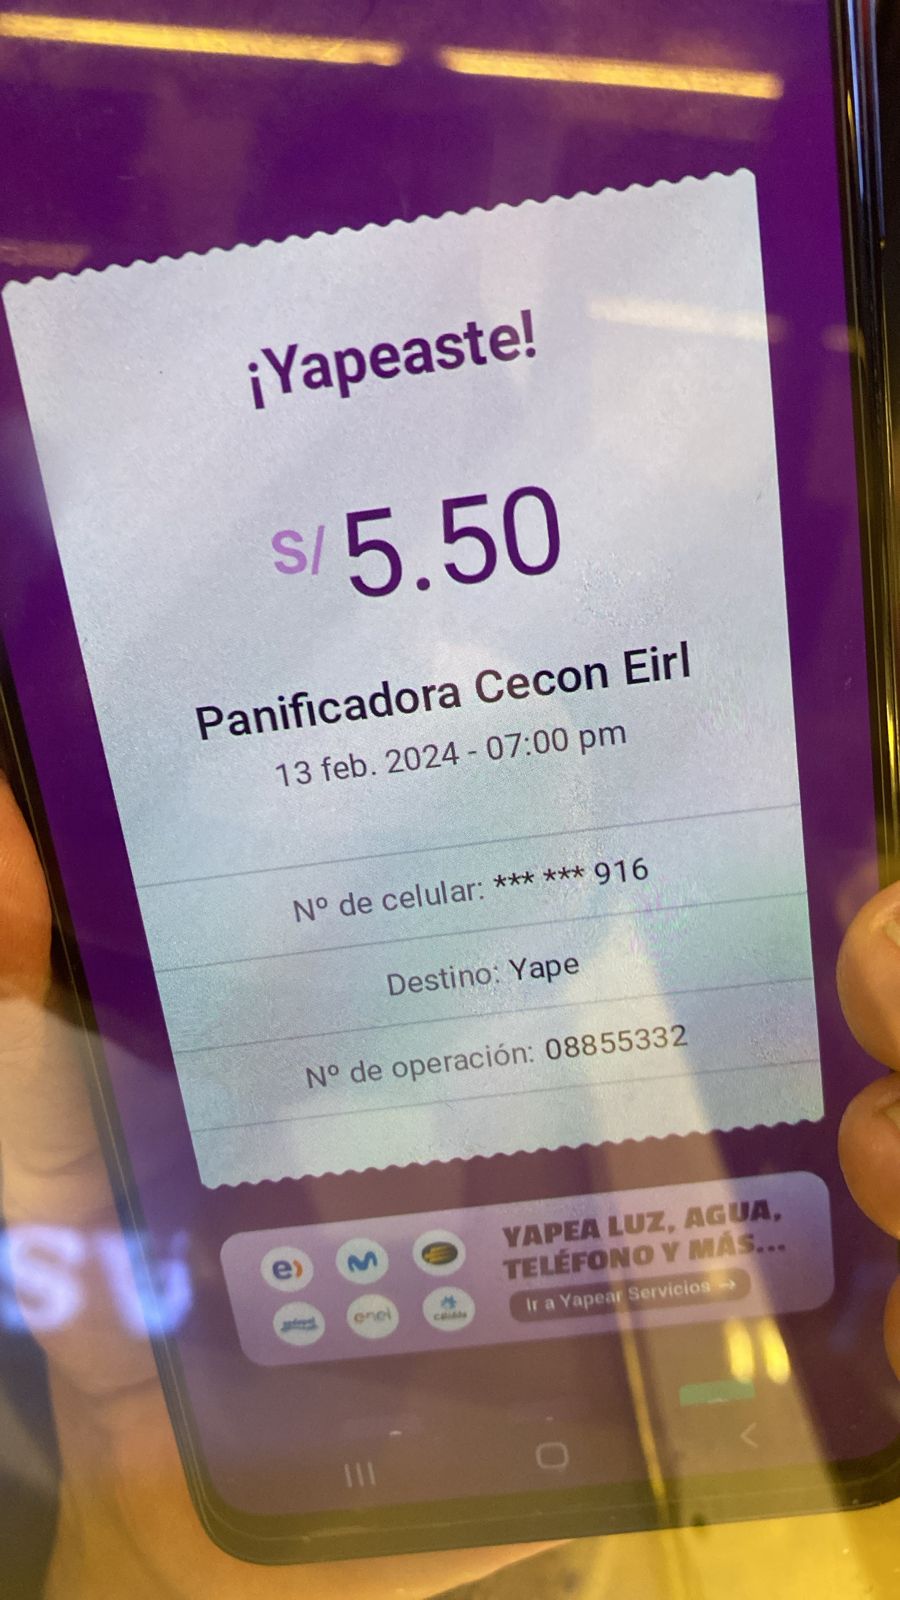 ¡Yapeaste!
S/ 5.50
Panificadora Cecon Eirl
13 feb. 2024 - 07:00 pm
Nº de celular: *** *** 916
Destino: Yape
Nº de operación: 08855332
YAPEA LUZ, AGUA,
TELÉFONO Y MÁS...
Ir a Yapear Servicios →
e)
enel